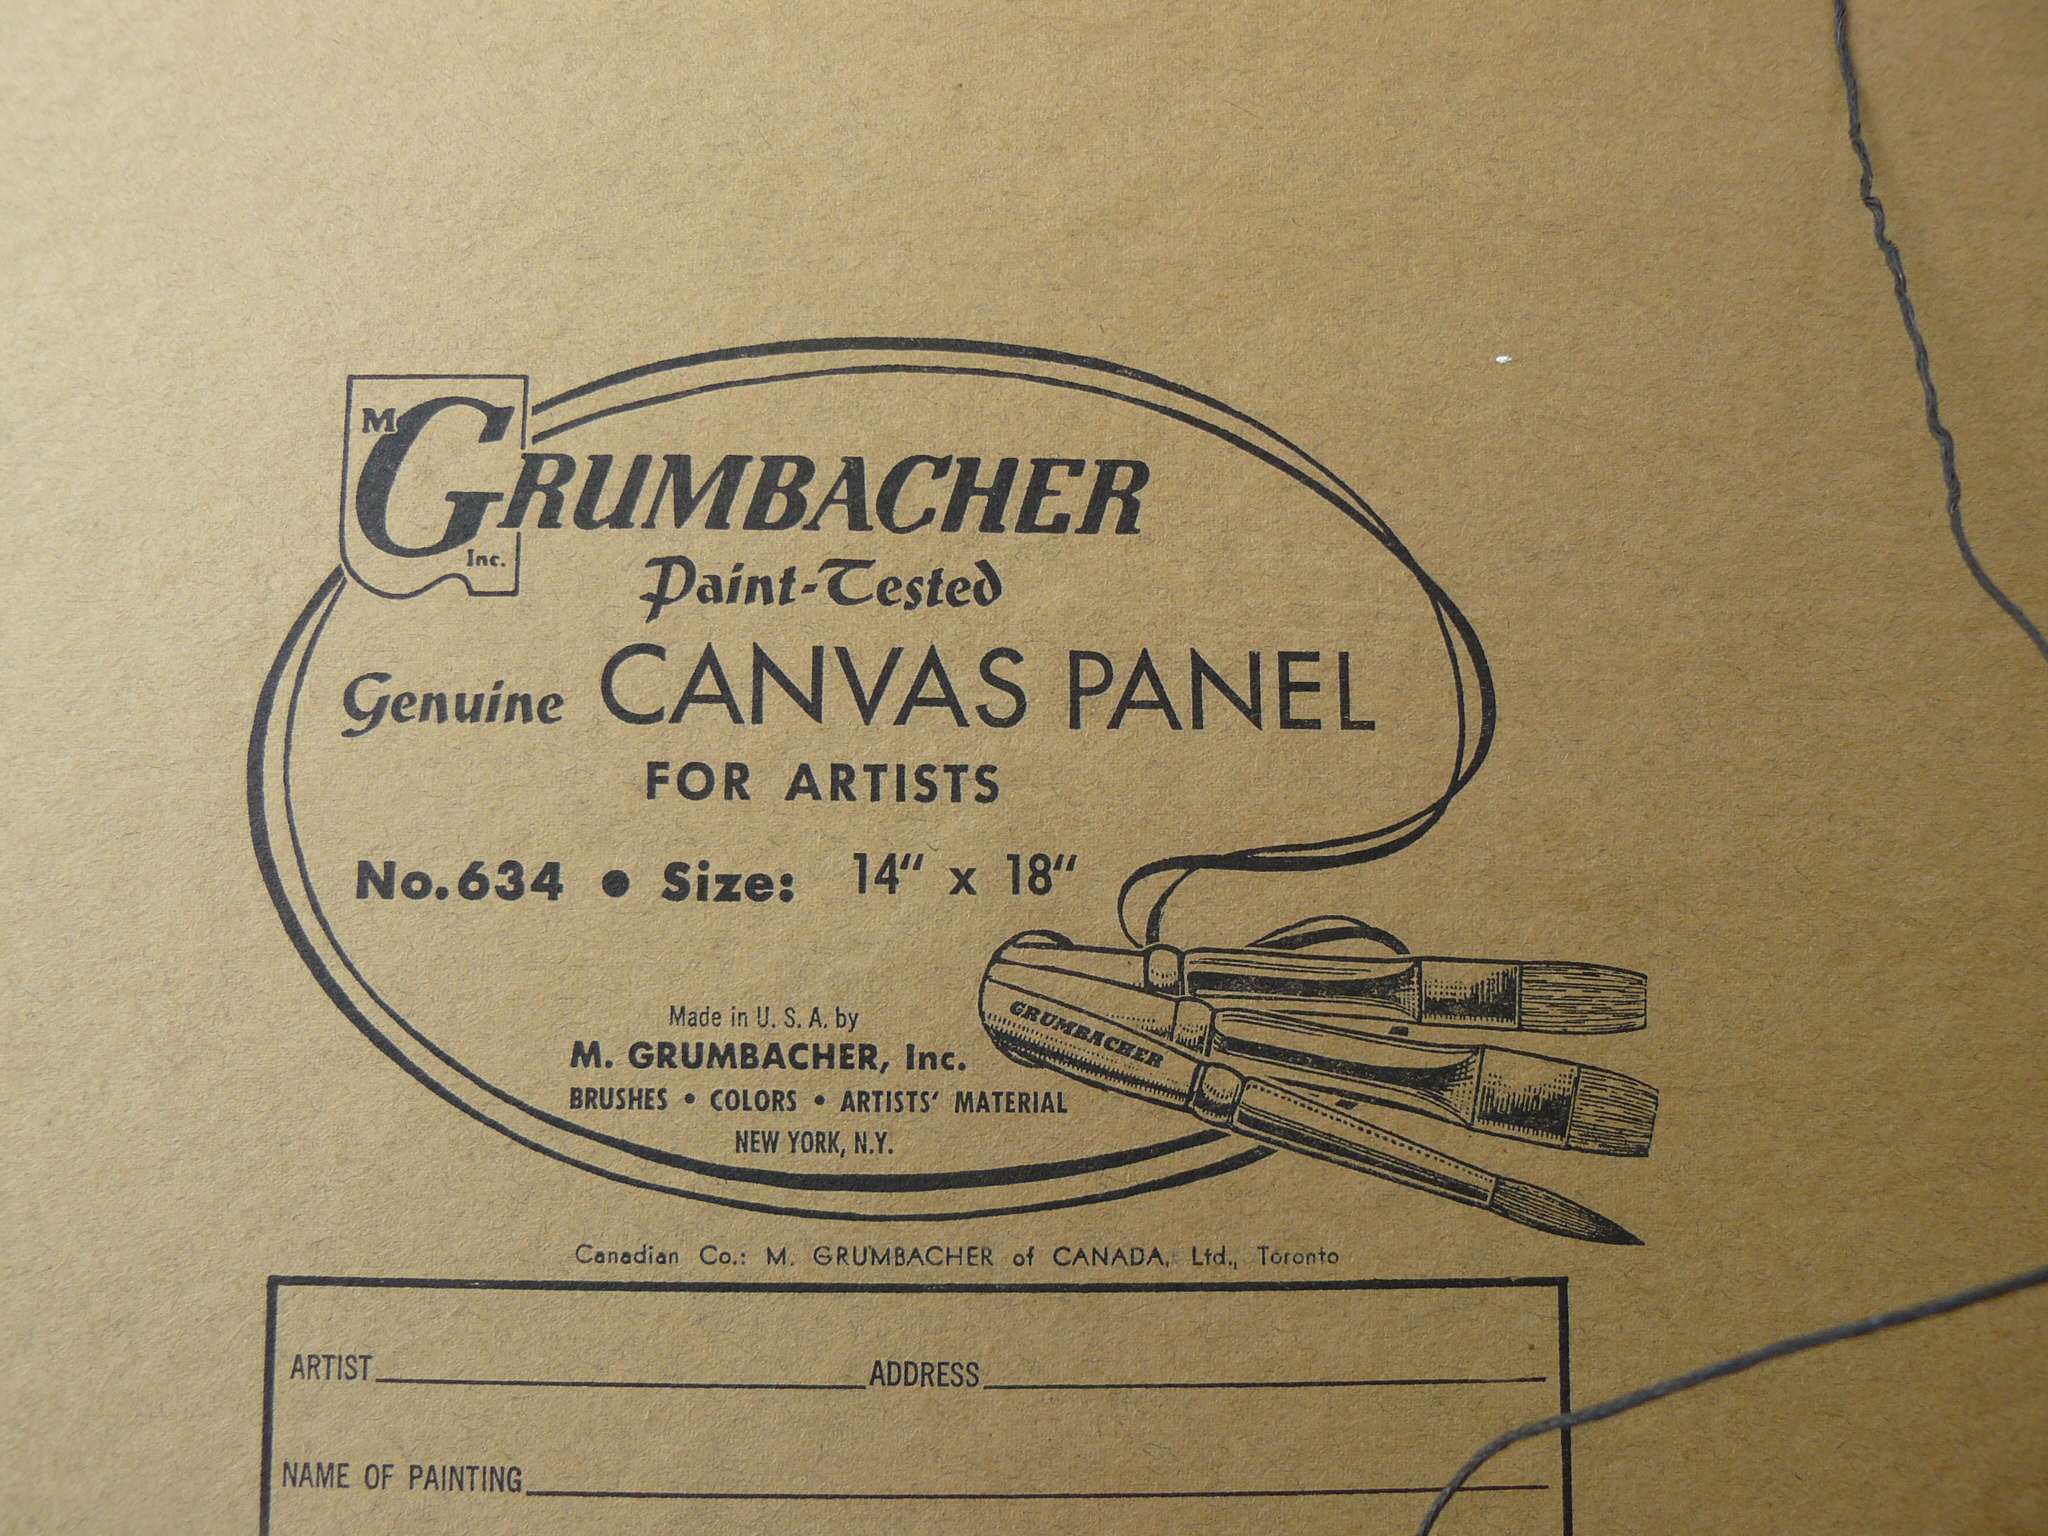 M GRUMBACHER
Inc.
Paint-Tested
Genuine CANVAS PANEL
FOR ARTISTS
No. 634 • Size: 14" x 18"
GRUMBACHER
Made in U. S. A. by
M. GRUMBACHER, Inc.
BRUSHES • COLORS • ARTISTS' MATERIAL
NEW YORK, N.Y.
Canadian Co.: M. GRUMBACHER of CANADA, Ltd., Toronto
ARTIST ADDRESS
NAME OF PAINTING